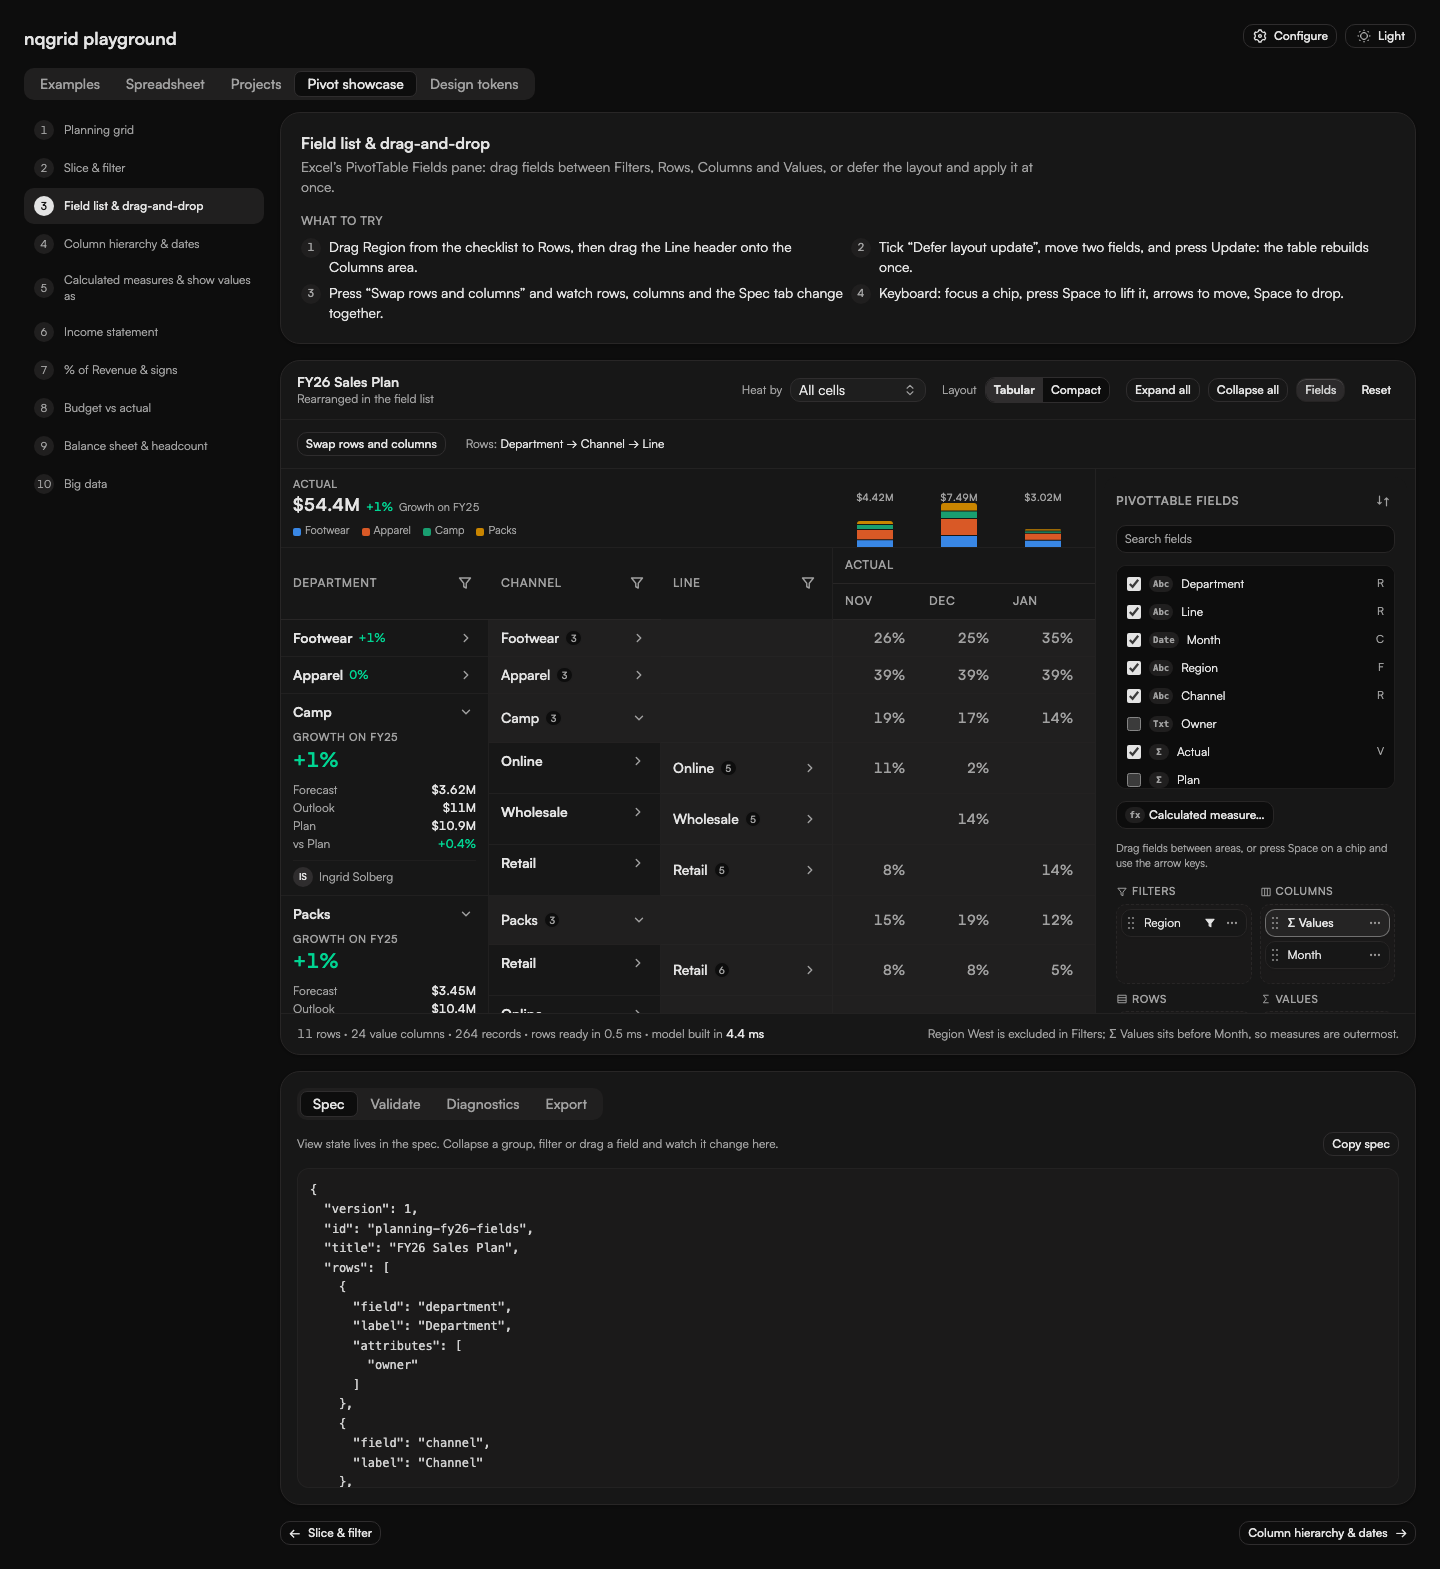 nqgrid playground
Configure
Light
Examples
Spreadsheet
Projects
Pivot showcase
Design tokens
1 Planning grid
2 Slice & filter
3 Field list & drag-and-drop
4 Column hierarchy & dates
5 Calculated measures & show values
as
6 Income statement
7 % of Revenue & signs
8 Budget vs actual
9 Balance sheet & headcount
10 Big data
Field list & drag-and-drop
Excel's PivotTable Fields pane: drag fields between Filters, Rows, Columns and Values, or defer the layout and apply it at
once.
WHAT TO TRY
1 Drag Region from the checklist to Rows, then drag the Line header onto the
Columns area.
2 Tick “Defer layout update”, move two fields, and press Update: the table rebuilds
once.
3 Press “Swap rows and columns” and watch rows, columns and the Spec tab change
together.
4 Keyboard: focus a chip, press Space to lift it, arrows to move, Space to drop.
FY26 Sales Plan
Rearranged in the field list
Heat by
All cells
Layout
Tabular
Compact
Expand all
Collapse all
Fields
Reset
Swap rows and columns
Rows: Department → Channel → Line
ACTUAL
$54.4M +1% Growth on FY25
Footwear
Apparel
Camp
Packs
$4.42M
$7.49M
$3.02M
DEPARTMENT
CHANNEL
LINE
ACTUAL
NOV
DEC
JAN
Footwear +1%
Footwear 3
26%
25%
35%
Apparel 0%
Apparel 3
39%
39%
39%
Camp
GROWTH ON FY25
+1%
Forecast $3.62M
Outlook $11M
Plan $10.9M
vs Plan +0.4%
IS Ingrid Solberg
Camp 3
19%
17%
14%
Online
Online 5
11%
2%
Wholesale
Wholesale 5
14%
Retail
Retail 5
8%
14%
Packs
GROWTH ON FY25
+1%
Forecast $3.45M
Outlook $10.4M
Packs 3
15%
19%
12%
Retail
Retail 6
8%
8%
5%
Online
PIVOTTABLE FIELDS
Search fields
Abc Department R
Abc Line R
Date Month C
Abc Region F
Abc Channel R
Txt Owner
Σ Actual V
Σ Plan
fx Calculated measure...
Drag fields between areas, or press Space on a chip and
use the arrow keys.
FILTERS
Region
COLUMNS
Σ Values
Month
ROWS
Σ VALUES
11 rows · 24 value columns · 264 records · rows ready in 0.5 ms · model built in 4.4 ms
Region West is excluded in Filters; Σ Values sits before Month, so measures are outermost.
Spec
Validate
Diagnostics
Export
View state lives in the spec. Collapse a group, filter or drag a field and watch it change here.
Copy spec
{
"version": 1,
"id": "planning-fy26-fields",
"title": "FY26 Sales Plan",
"rows": [
{
"field": "department",
"label": "Department",
"attributes": [
"owner"
]
},
{
"field": "channel",
"label": "Channel"
},
← Slice & filter
Column hierarchy & dates →